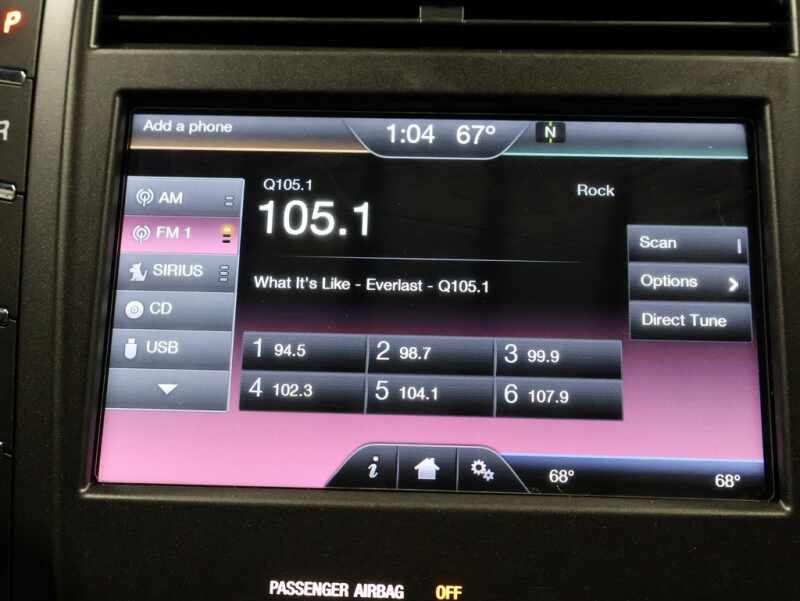 P
R
Add a phone
1:04 67° N
AM
FM 1
SIRIUS
CD
USB
Q105.1
105.1
Rock
What It's Like - Everlast - Q105.1
Scan
Options
Direct Tune
1 94.5 2 98.7 3 99.9
4 102.3 5 104.1 6 107.9
i
68° 68°
PASSENGER AIRBAG OFF